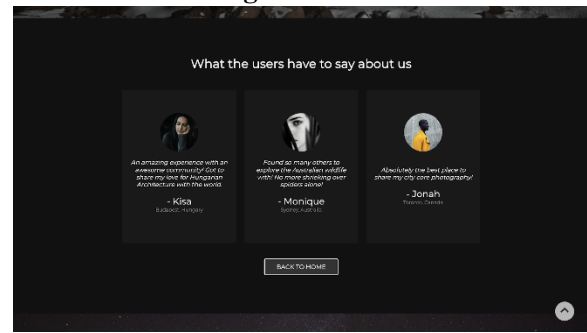 What the users have to say about us
An amazing experience with an
awesome community! Got to
share my love for Hungarian
Architecture with the world.
- Kisa
Budapest, Hungary
Found so many others to
explore the Australian wildlife
with! No more shrieking over
spiders alone!
- Monique
Sydney, Australia
Absolutely the best place to
share my city core photography!
- Jonah
Toronto, Canada
BACK TO HOME